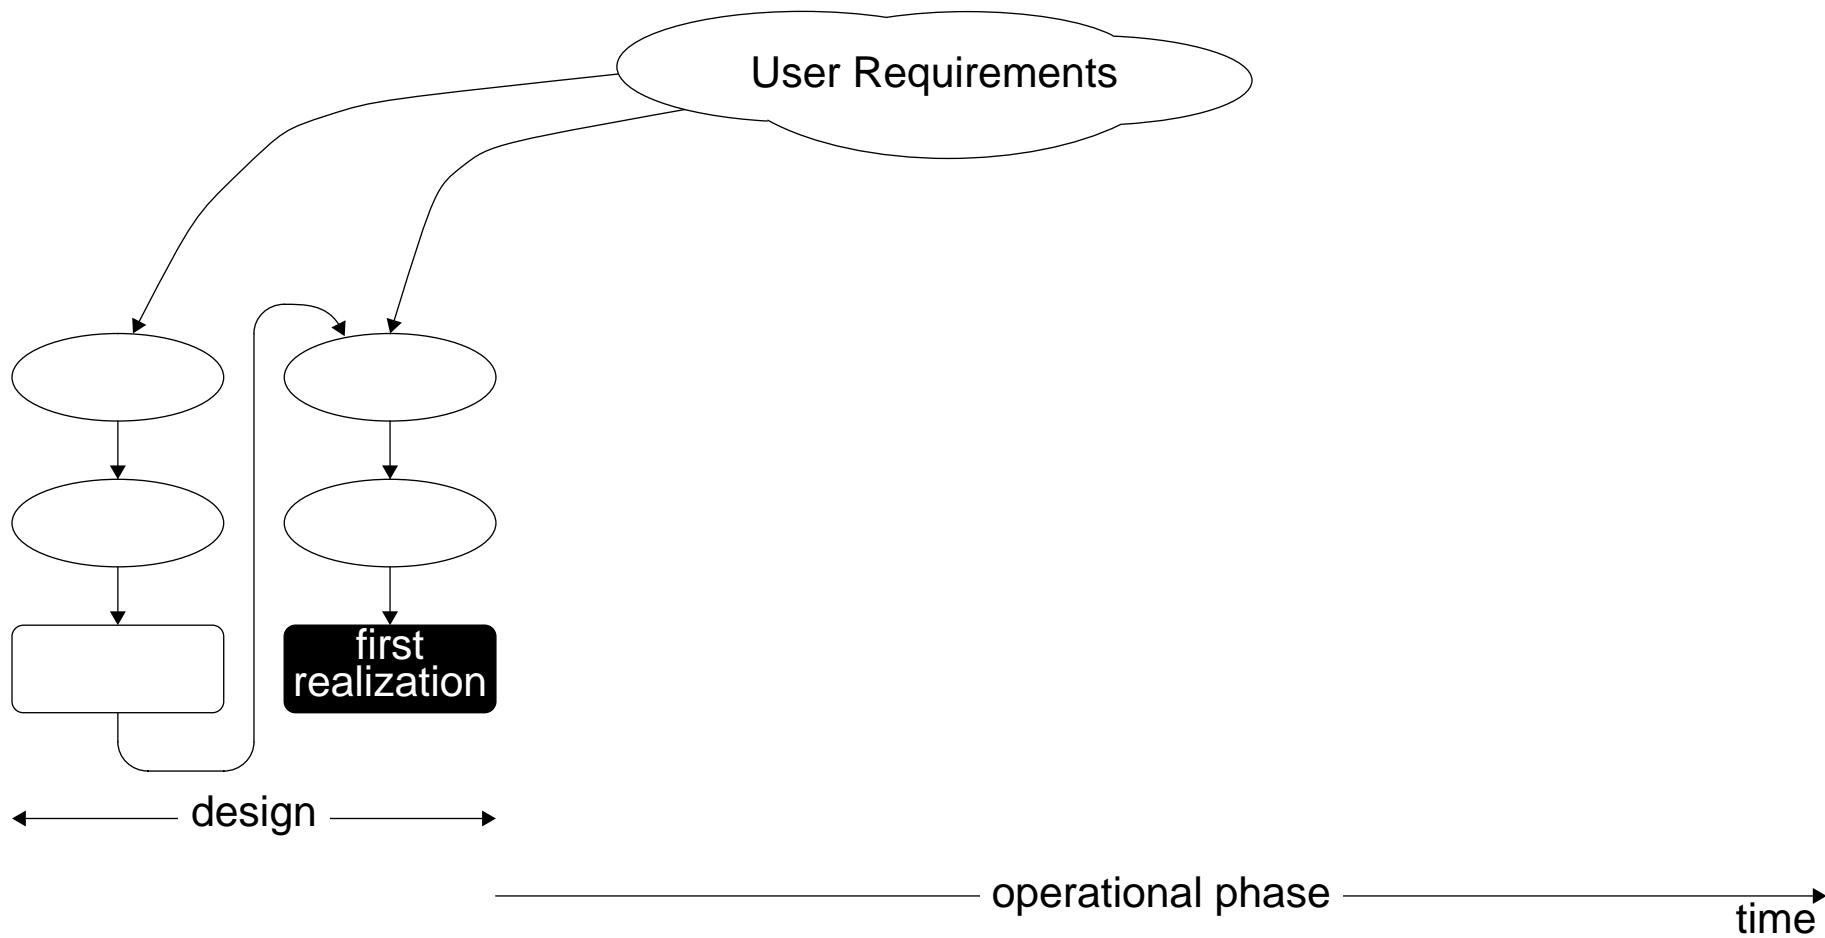 User Requirements
first
realization
design
operational phase
time